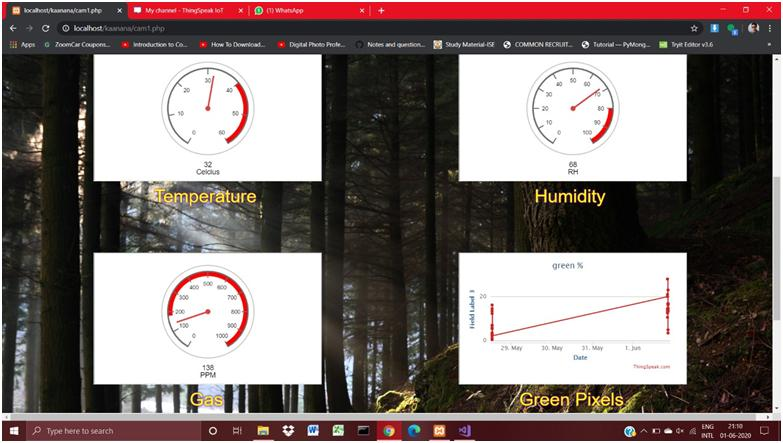 localhost/kaanana/cam1.php
My channel - ThingSpeak IoT
(1) WhatsApp
localhost/kaanana/cam1.php
Apps
ZoomCar Coupons...
Introduction to Co...
How To Download...
Digital Photo Profe...
Notes and question...
Study Material-ISE
COMMON RECRUIT...
Tutorial — PyMong...
Tryit Editor v3.6
0
10
20
30
40
50
60
32
Celcius
Temperature
0
10
20
30
40
50
60
70
80
90
100
68
RH
Humidity
0
100
200
300
400
500
600
700
800
900
1000
138
PPM
Gas
green %
Field Label 3
20
0
29. May
30. May
31. May
1. Jun
Date
ThingSpeak.com
Green Pixels
Type here to search
ENG
INTL
21:10
01-06-2020